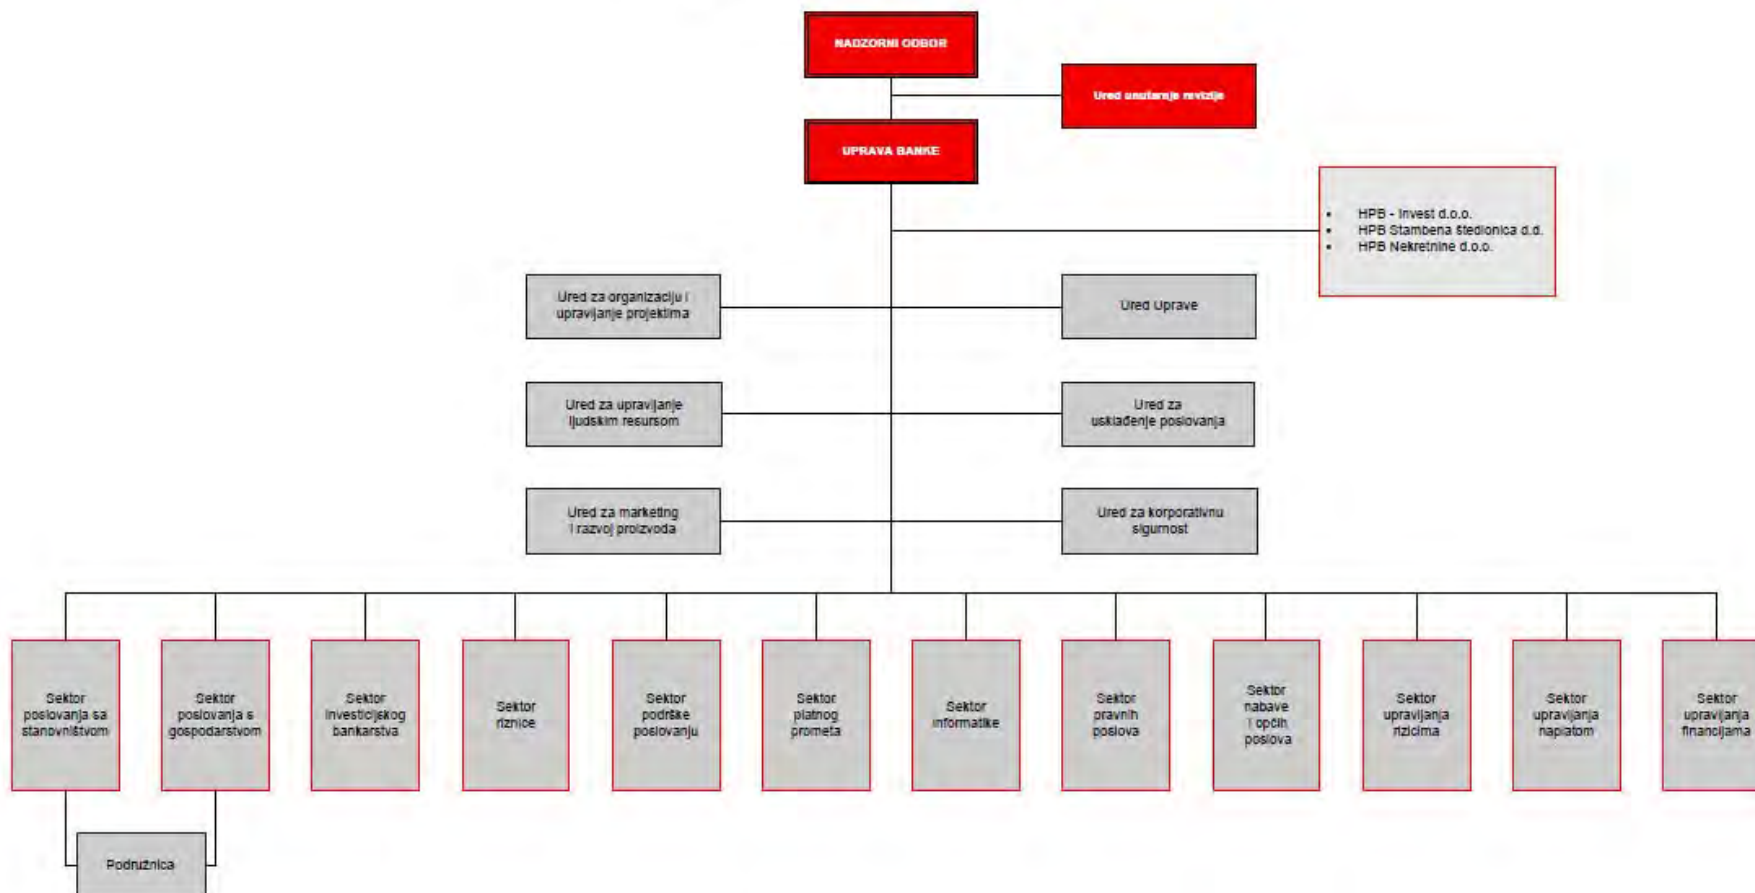 NADZORNI ODBOR
Ured unutarnje revizije
UPRAVA BANKE
• HPB - Invest d.o.o.
• HPB Stambena štedionica d.d.
• HPB Nekretnine d.o.o.
Ured za organizaciju i
upravljanje projektima
Ured Uprave
Ured za upravljanje
ljudskim resursom
Ured za
usklađenje poslovanja
Ured za marketing
i razvoj proizvoda
Ured za korporativnu
sigurnost
Sektor
poslovanja sa
stanovništvom
Sektor
poslovanja s
gospodarstvom
Sektor
investicijskog
bankarstva
Sektor
riznice
Sektor
podrške
poslovanju
Sektor
platnog
prometa
Sektor
informatike
Sektor
pravnih
poslova
Sektor
nabave
i općih
poslova
Sektor
upravljanja
rizicima
Sektor
upravljanja
naplatom
Sektor
upravljanja
financijama
Podružnica